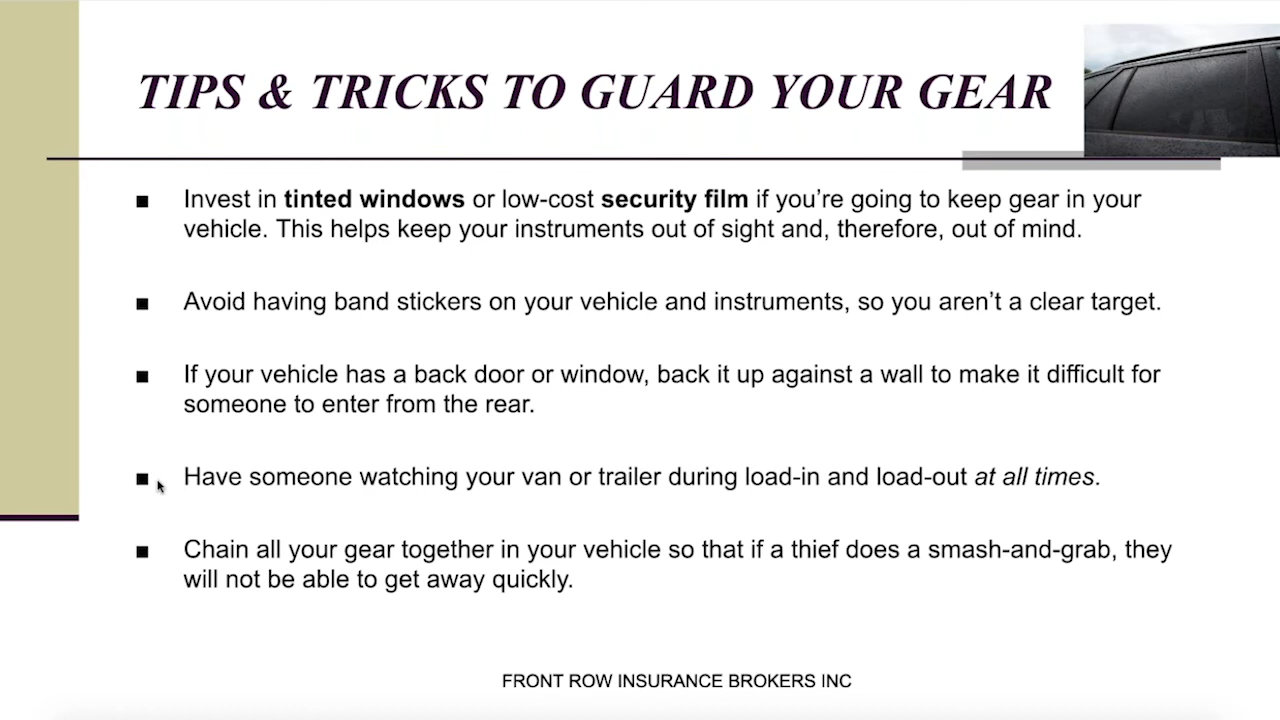 TIPS & TRICKS TO GUARD YOUR GEAR
■ Invest in tinted windows or low-cost security film if you’re going to keep gear in your
vehicle. This helps keep your instruments out of sight and, therefore, out of mind.
■ Avoid having band stickers on your vehicle and instruments, so you aren’t a clear target.
■ If your vehicle has a back door or window, back it up against a wall to make it difficult for
someone to enter from the rear.
■ Have someone watching your van or trailer during load-in and load-out at all times.
■ Chain all your gear together in your vehicle so that if a thief does a smash-and-grab, they
will not be able to get away quickly.
FRONT ROW INSURANCE BROKERS INC